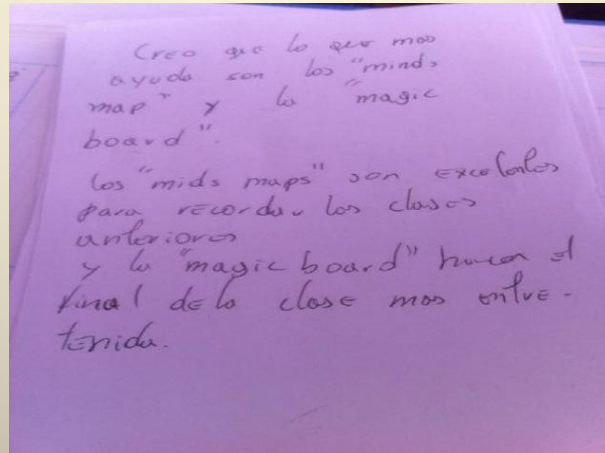 Creo que lo que mas
ayuda son los "minds
map" y la "magic
board".
Los "mids maps" son excelentes
para recordar los clases
anteriores
y la "magic board" hacen el
final de la clase mas entre-
tenida.